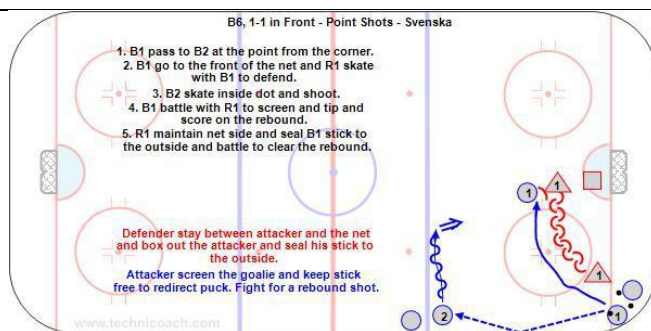 B6, 1-1 in Front - Point Shots - Svenska
1. B1 pass to B2 at the point from the corner.
2. B1 go to the front of the net and R1 skate
with B1 to defend.
3. B2 skate inside dot and shoot.
4. B1 battle with R1 to screen and tip and
score on the rebound.
5. R1 maintain net side and seal B1 stick to
the outside and battle to clear the rebound.
1
1
Defender stay between attacker and the net
and box out the attacker and seal his stick to
the outside.
Attacker screen the goalie and keep stick
free to redirect puck. Fight for a rebound shot.
1
2
1
www.technicoach.com